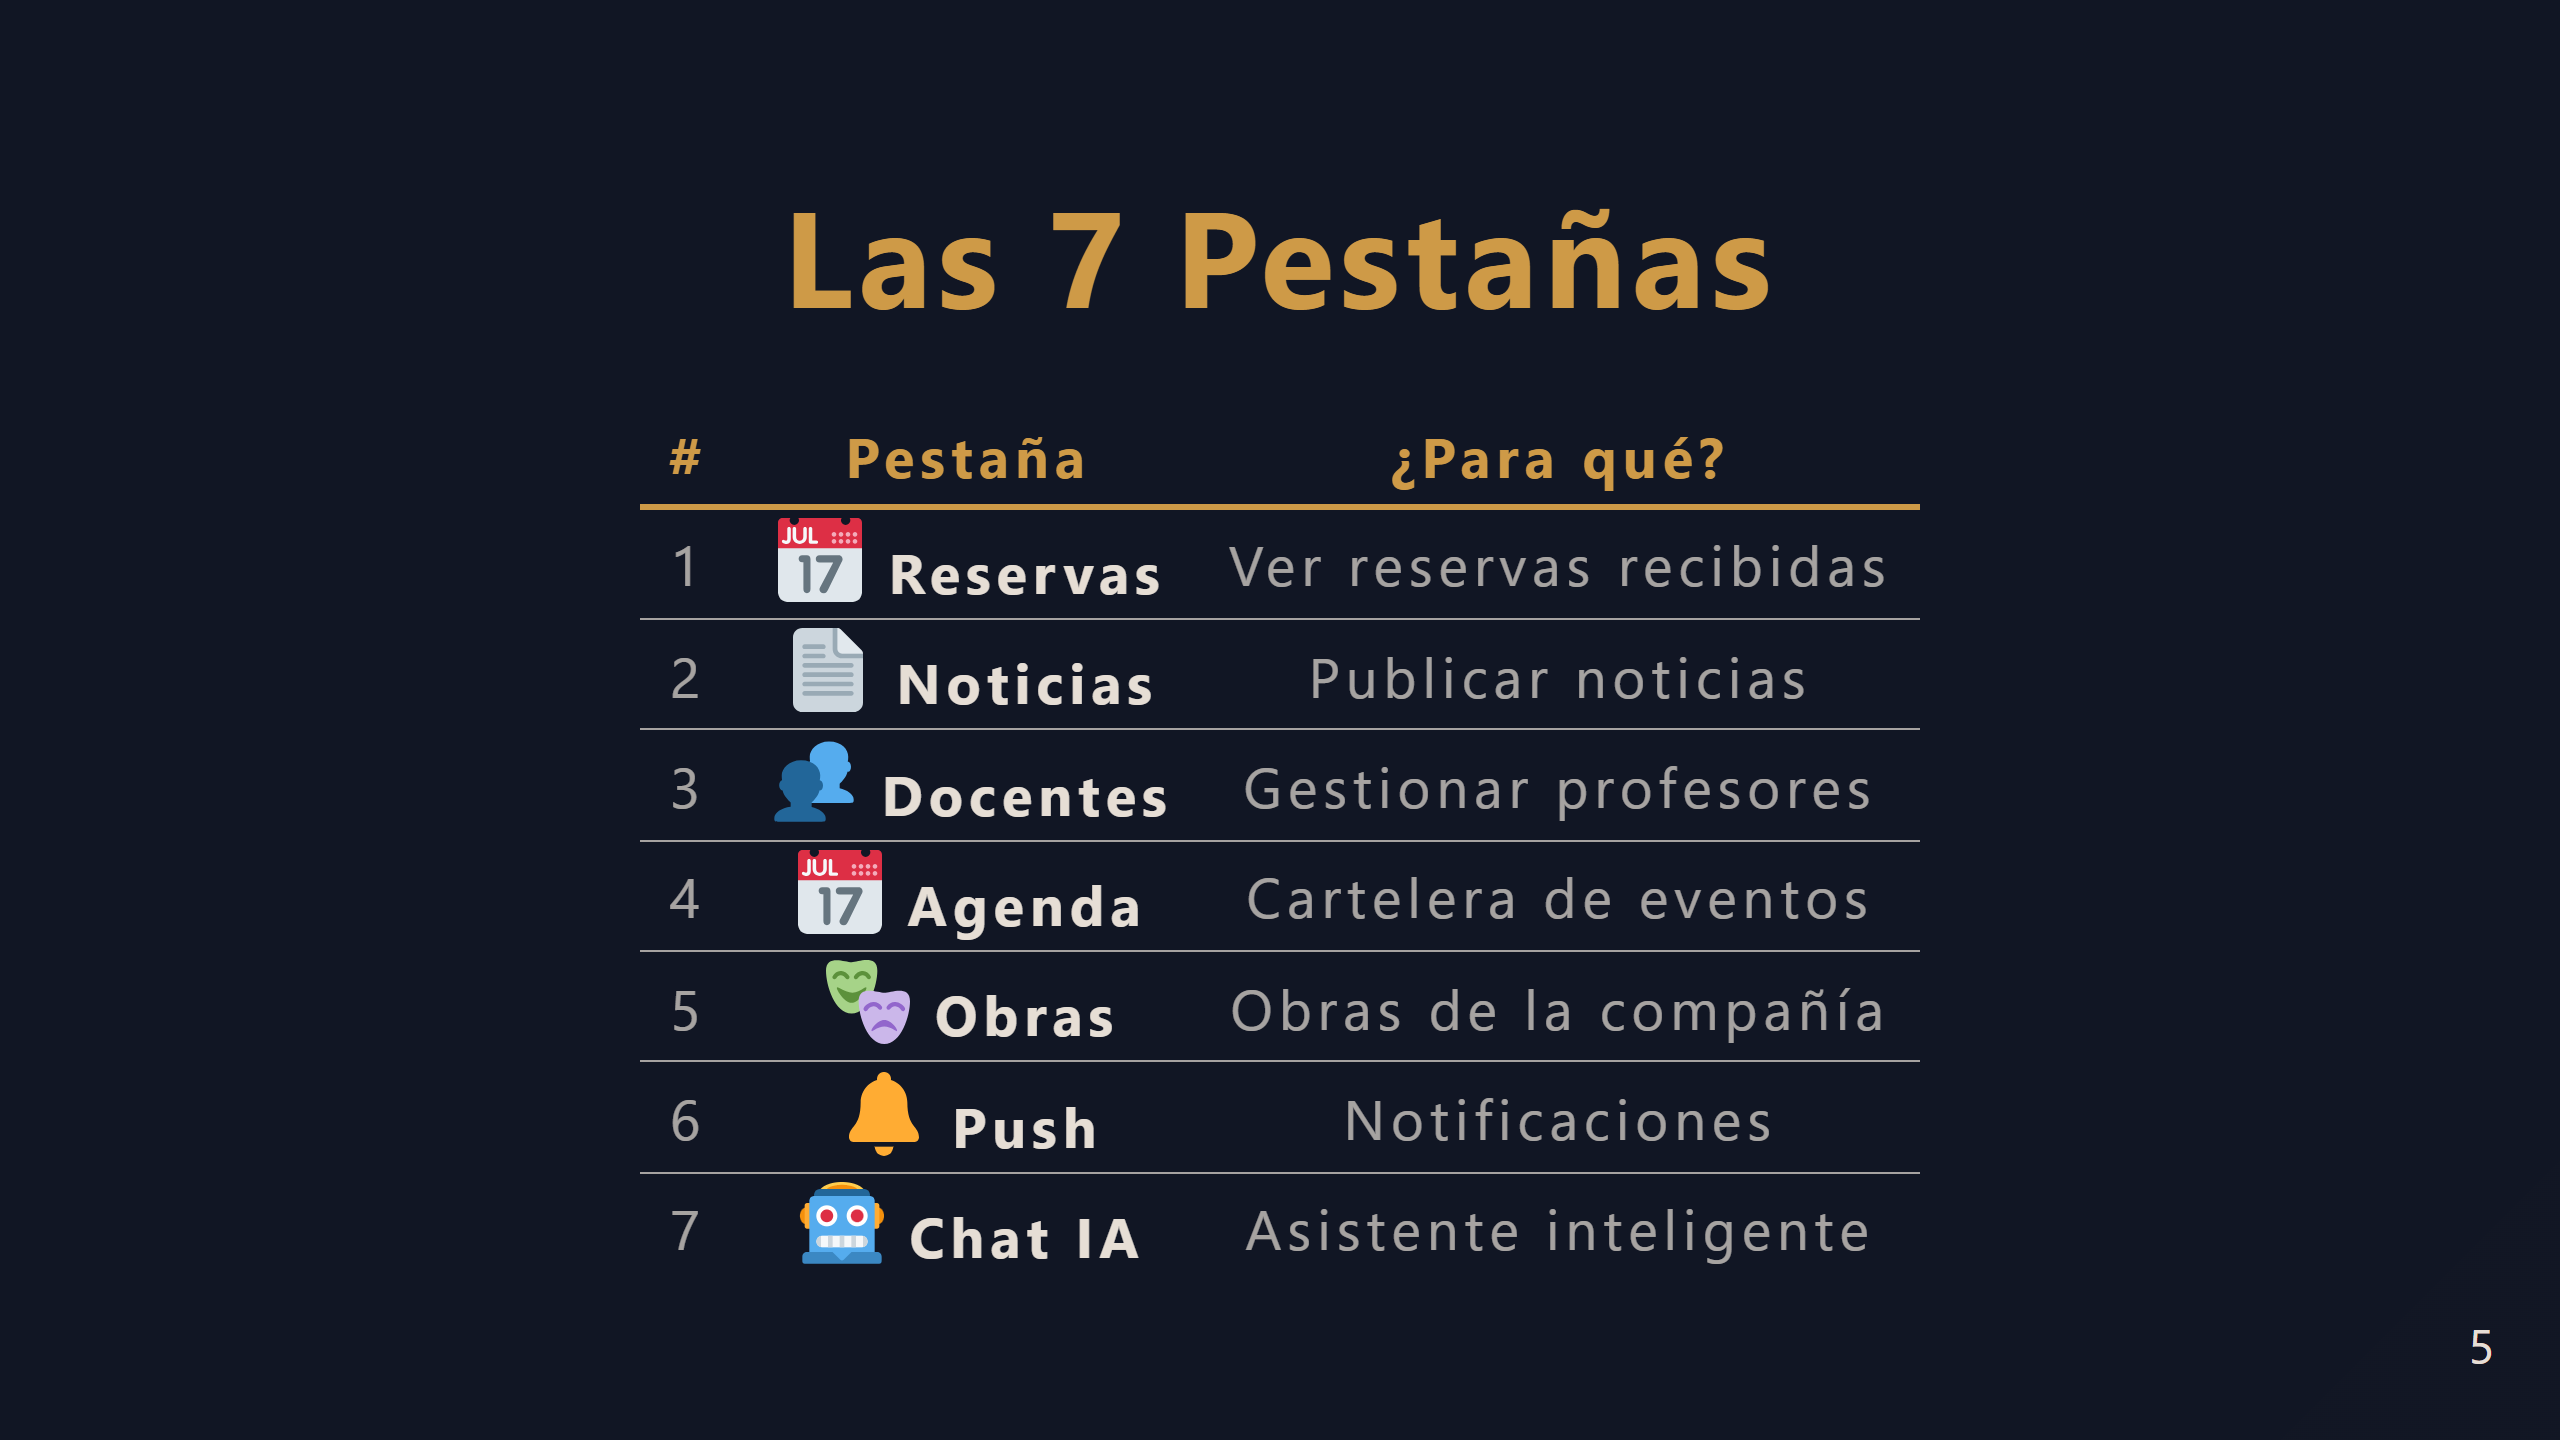 Las 7 Pestañas
# Pestaña ¿Para qué?
1 JUL 17 Reservas Ver reservas recibidas
2 Noticias Publicar noticias
3 Docentes Gestionar profesores
4 JUL 17 Agenda Cartelera de eventos
5 Obras Obras de la compañía
6 Push Notificaciones
7 Chat IA Asistente inteligente
5